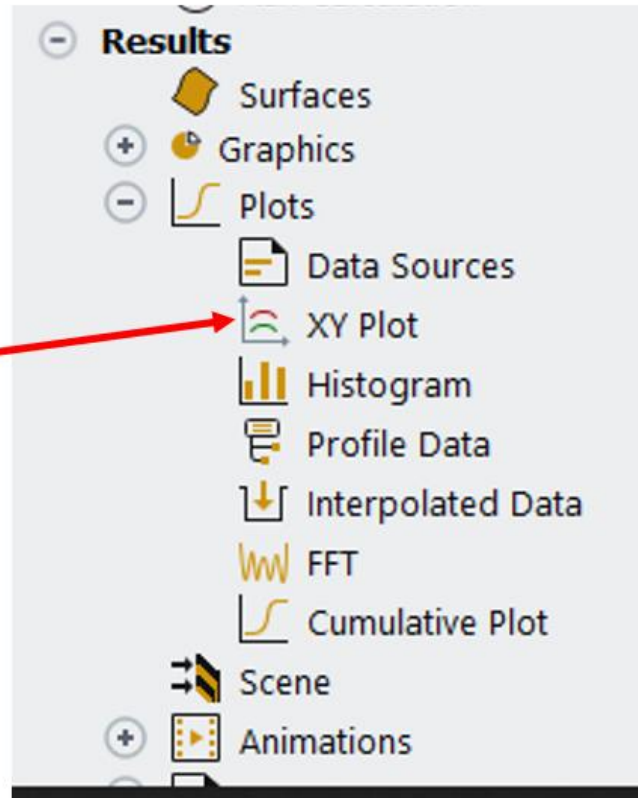 Results
Surfaces
Graphics
Plots
Data Sources
XY Plot
Histogram
Profile Data
Interpolated Data
FFT
Cumulative Plot
Scene
Animations